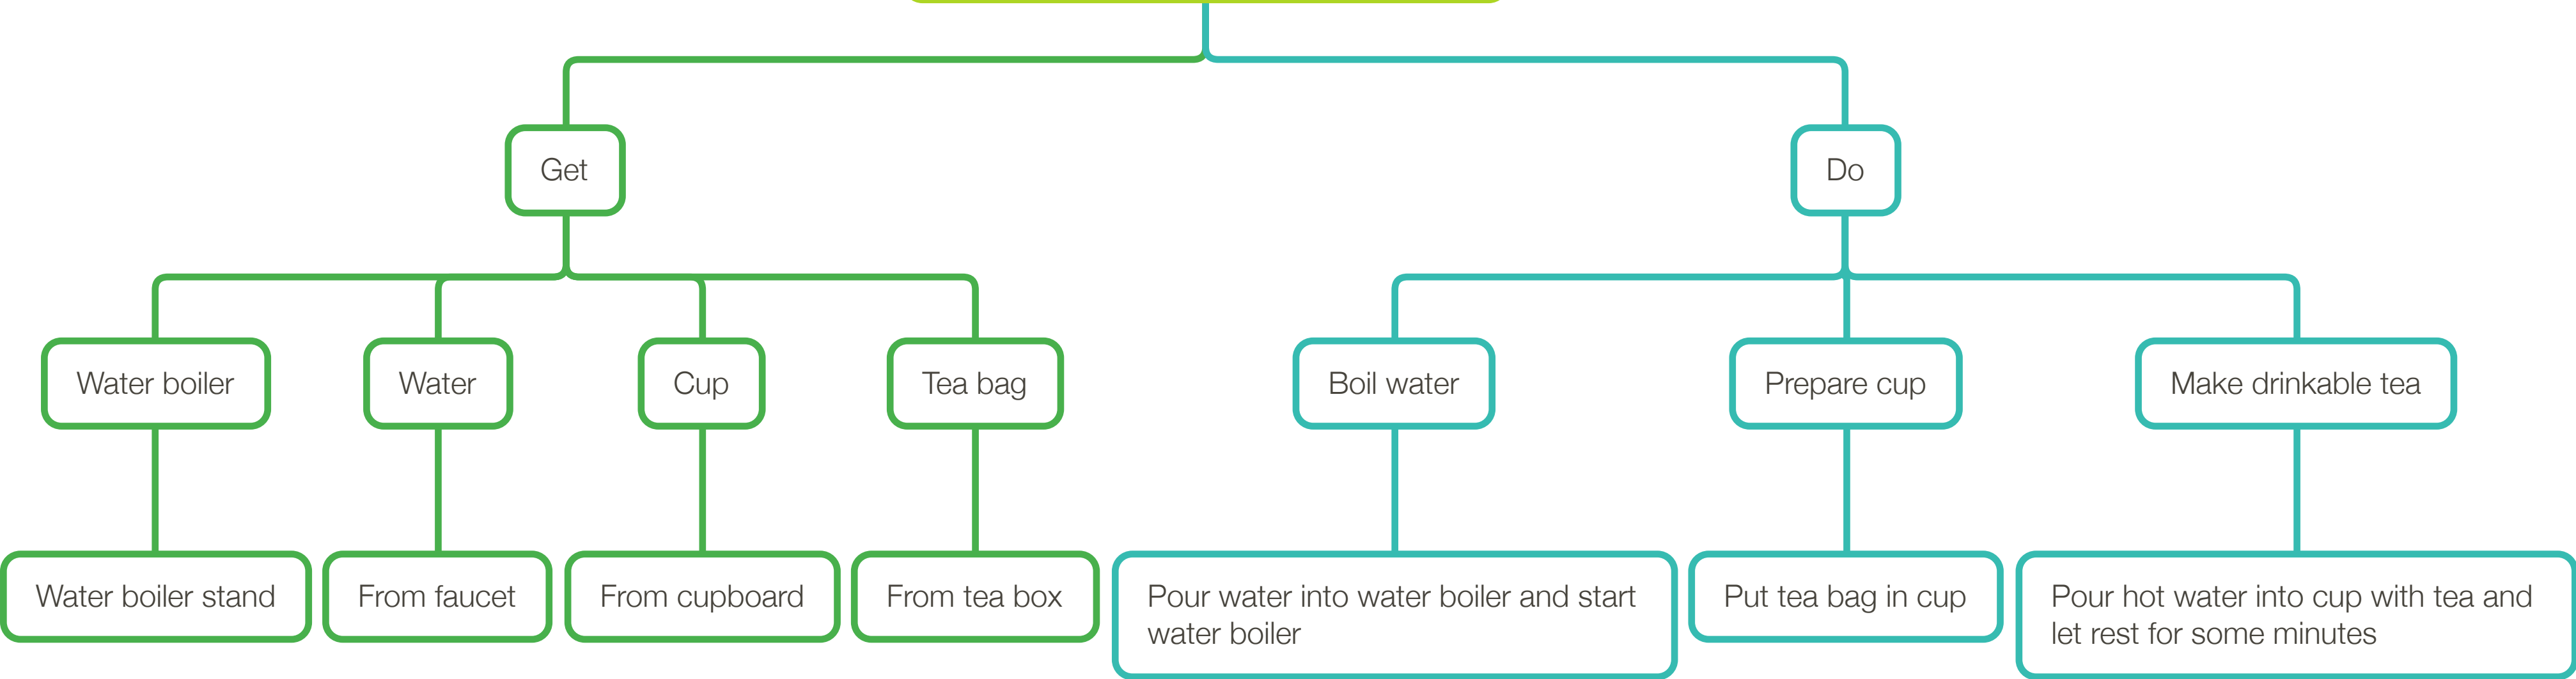 Get
Do
Water boiler
Water
Cup
Tea bag
Boil water
Prepare cup
Make drinkable tea
Water boiler stand
From faucet
From cupboard
From tea box
Pour water into water boiler and start
water boiler
Put tea bag in cup
Pour hot water into cup with tea and
let rest for some minutes